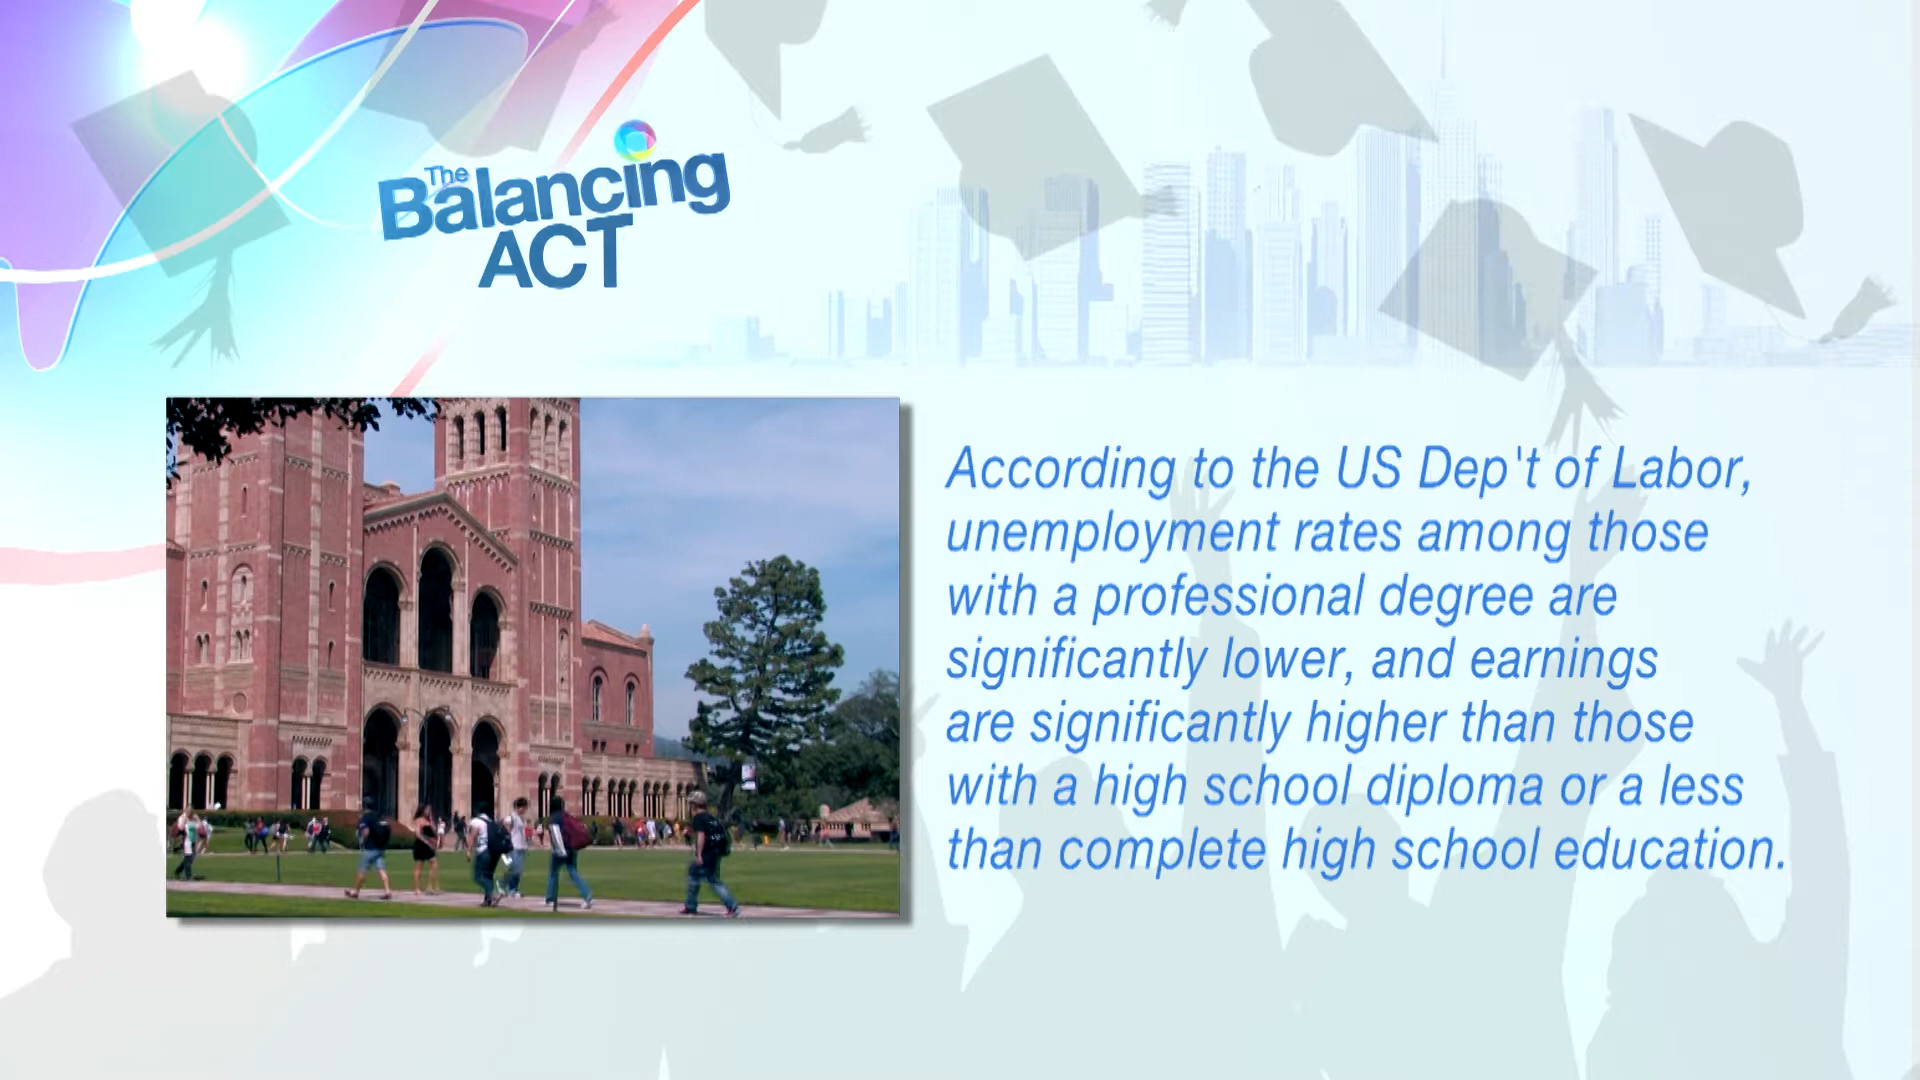 The
Balancing
ACT
According to the US Dep't of Labor,
unemployment rates among those
with a professional degree are
significantly lower, and earnings
are significantly higher than those
with a high school diploma or a less
than complete high school education.